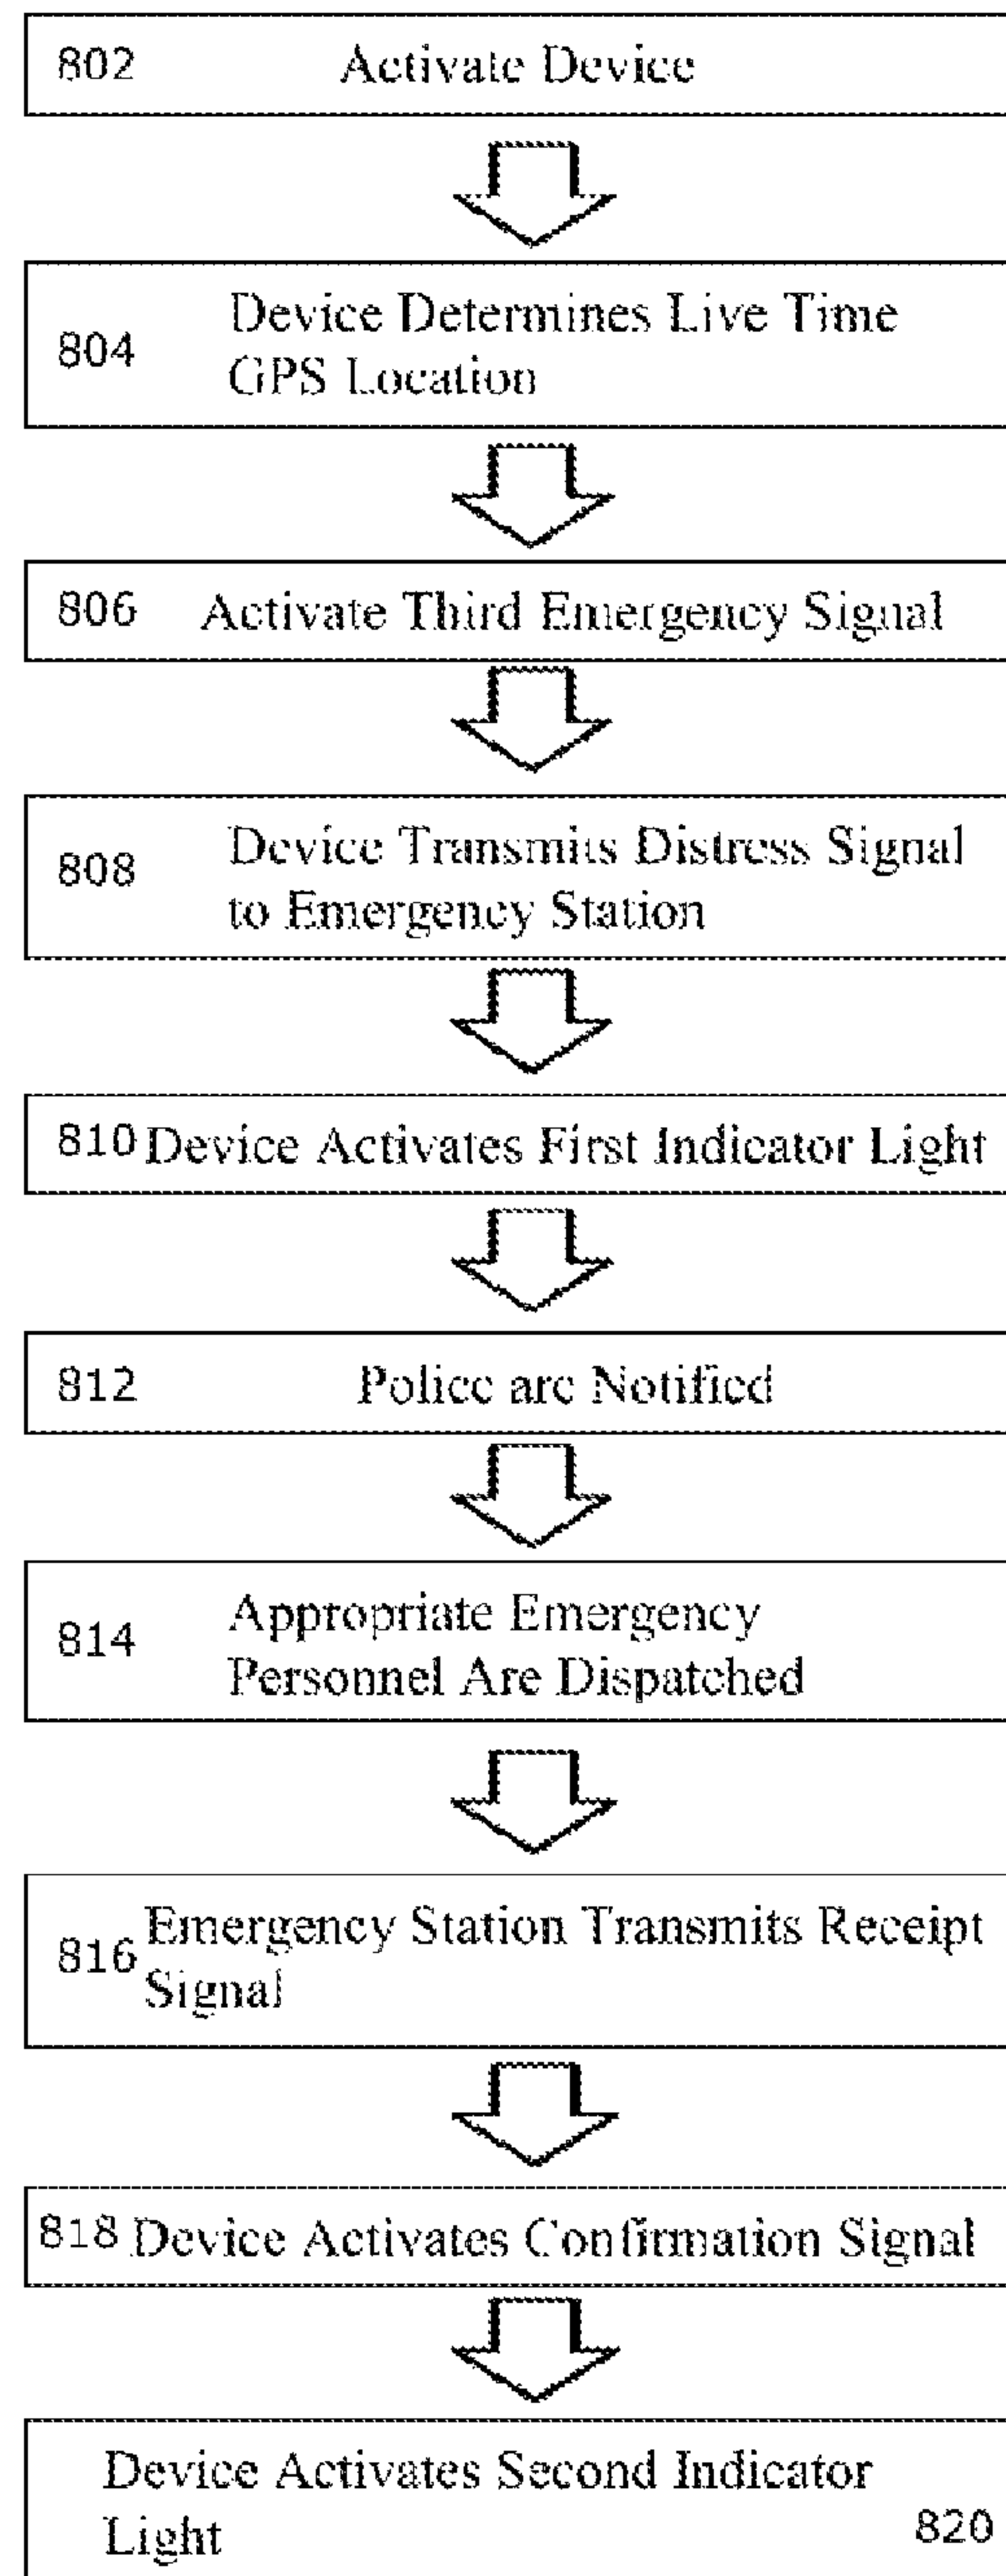 802 Activate Device
Device Determines Live Time
804
GPS Location
806 Activate Third Emergency Signal
Device Transmits Distress Signal
808
to Emergency Station
810 Device Activates First Indicator Light
812 Police are Notified
Appropriate Emergency
814
Personnel Are Dispatched
Emergency Station Transmits Receipt
816
Signal
818 Device Activates Confirmation Signal
Device Activates Second Indicator
Light 820